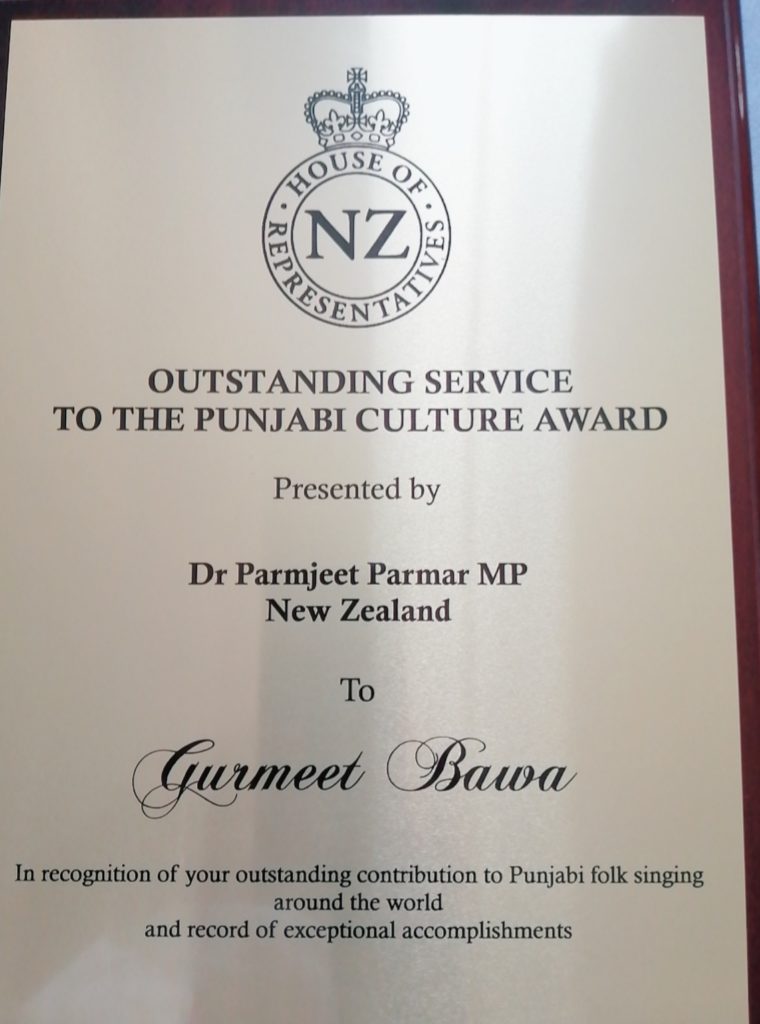 HOUSE OF
REPRESENTATIVES
NZ
OUTSTANDING SERVICE
TO THE PUNJABI CULTURE AWARD
Presented by
Dr Parmjeet Parmar MP
New Zealand
To
Gurmeet Bawa
In recognition of your outstanding contribution to Punjabi folk singing
around the world
and record of exceptional accomplishments